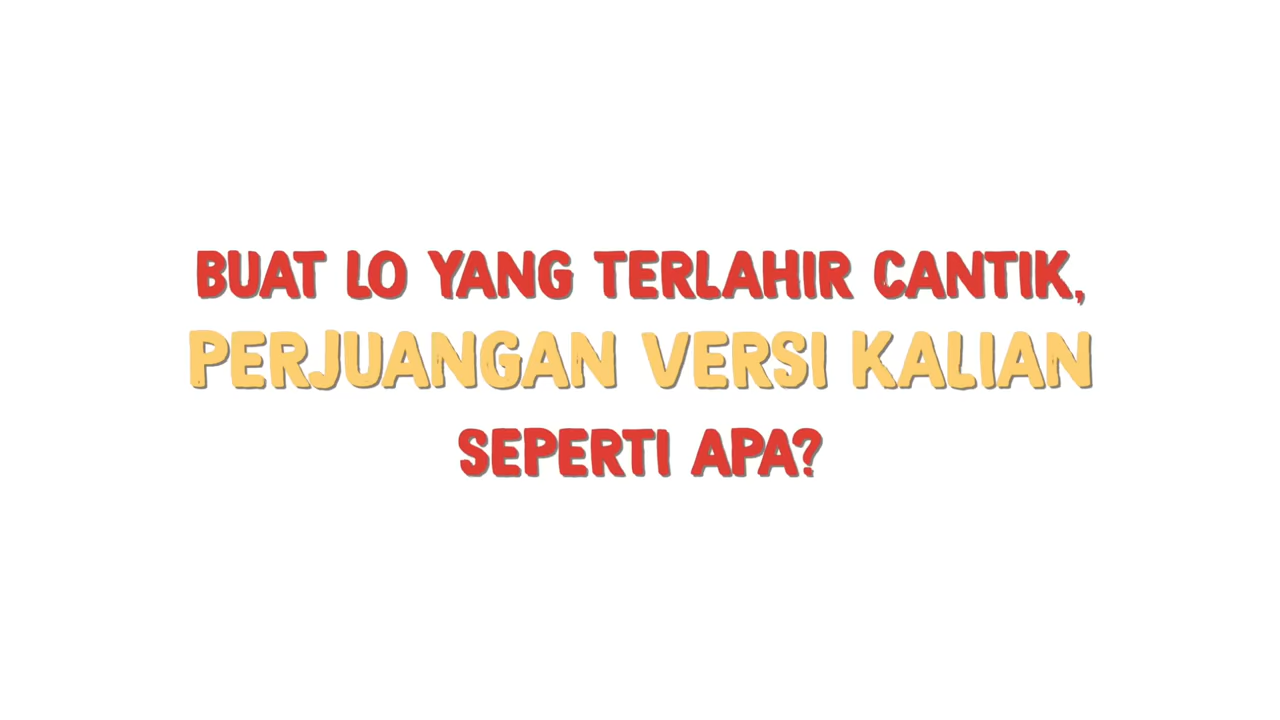 BUAT LO YANG TERLAHIR CANTIK,
PERJUANGAN VERSI KALIAN
SEPERTI APA?